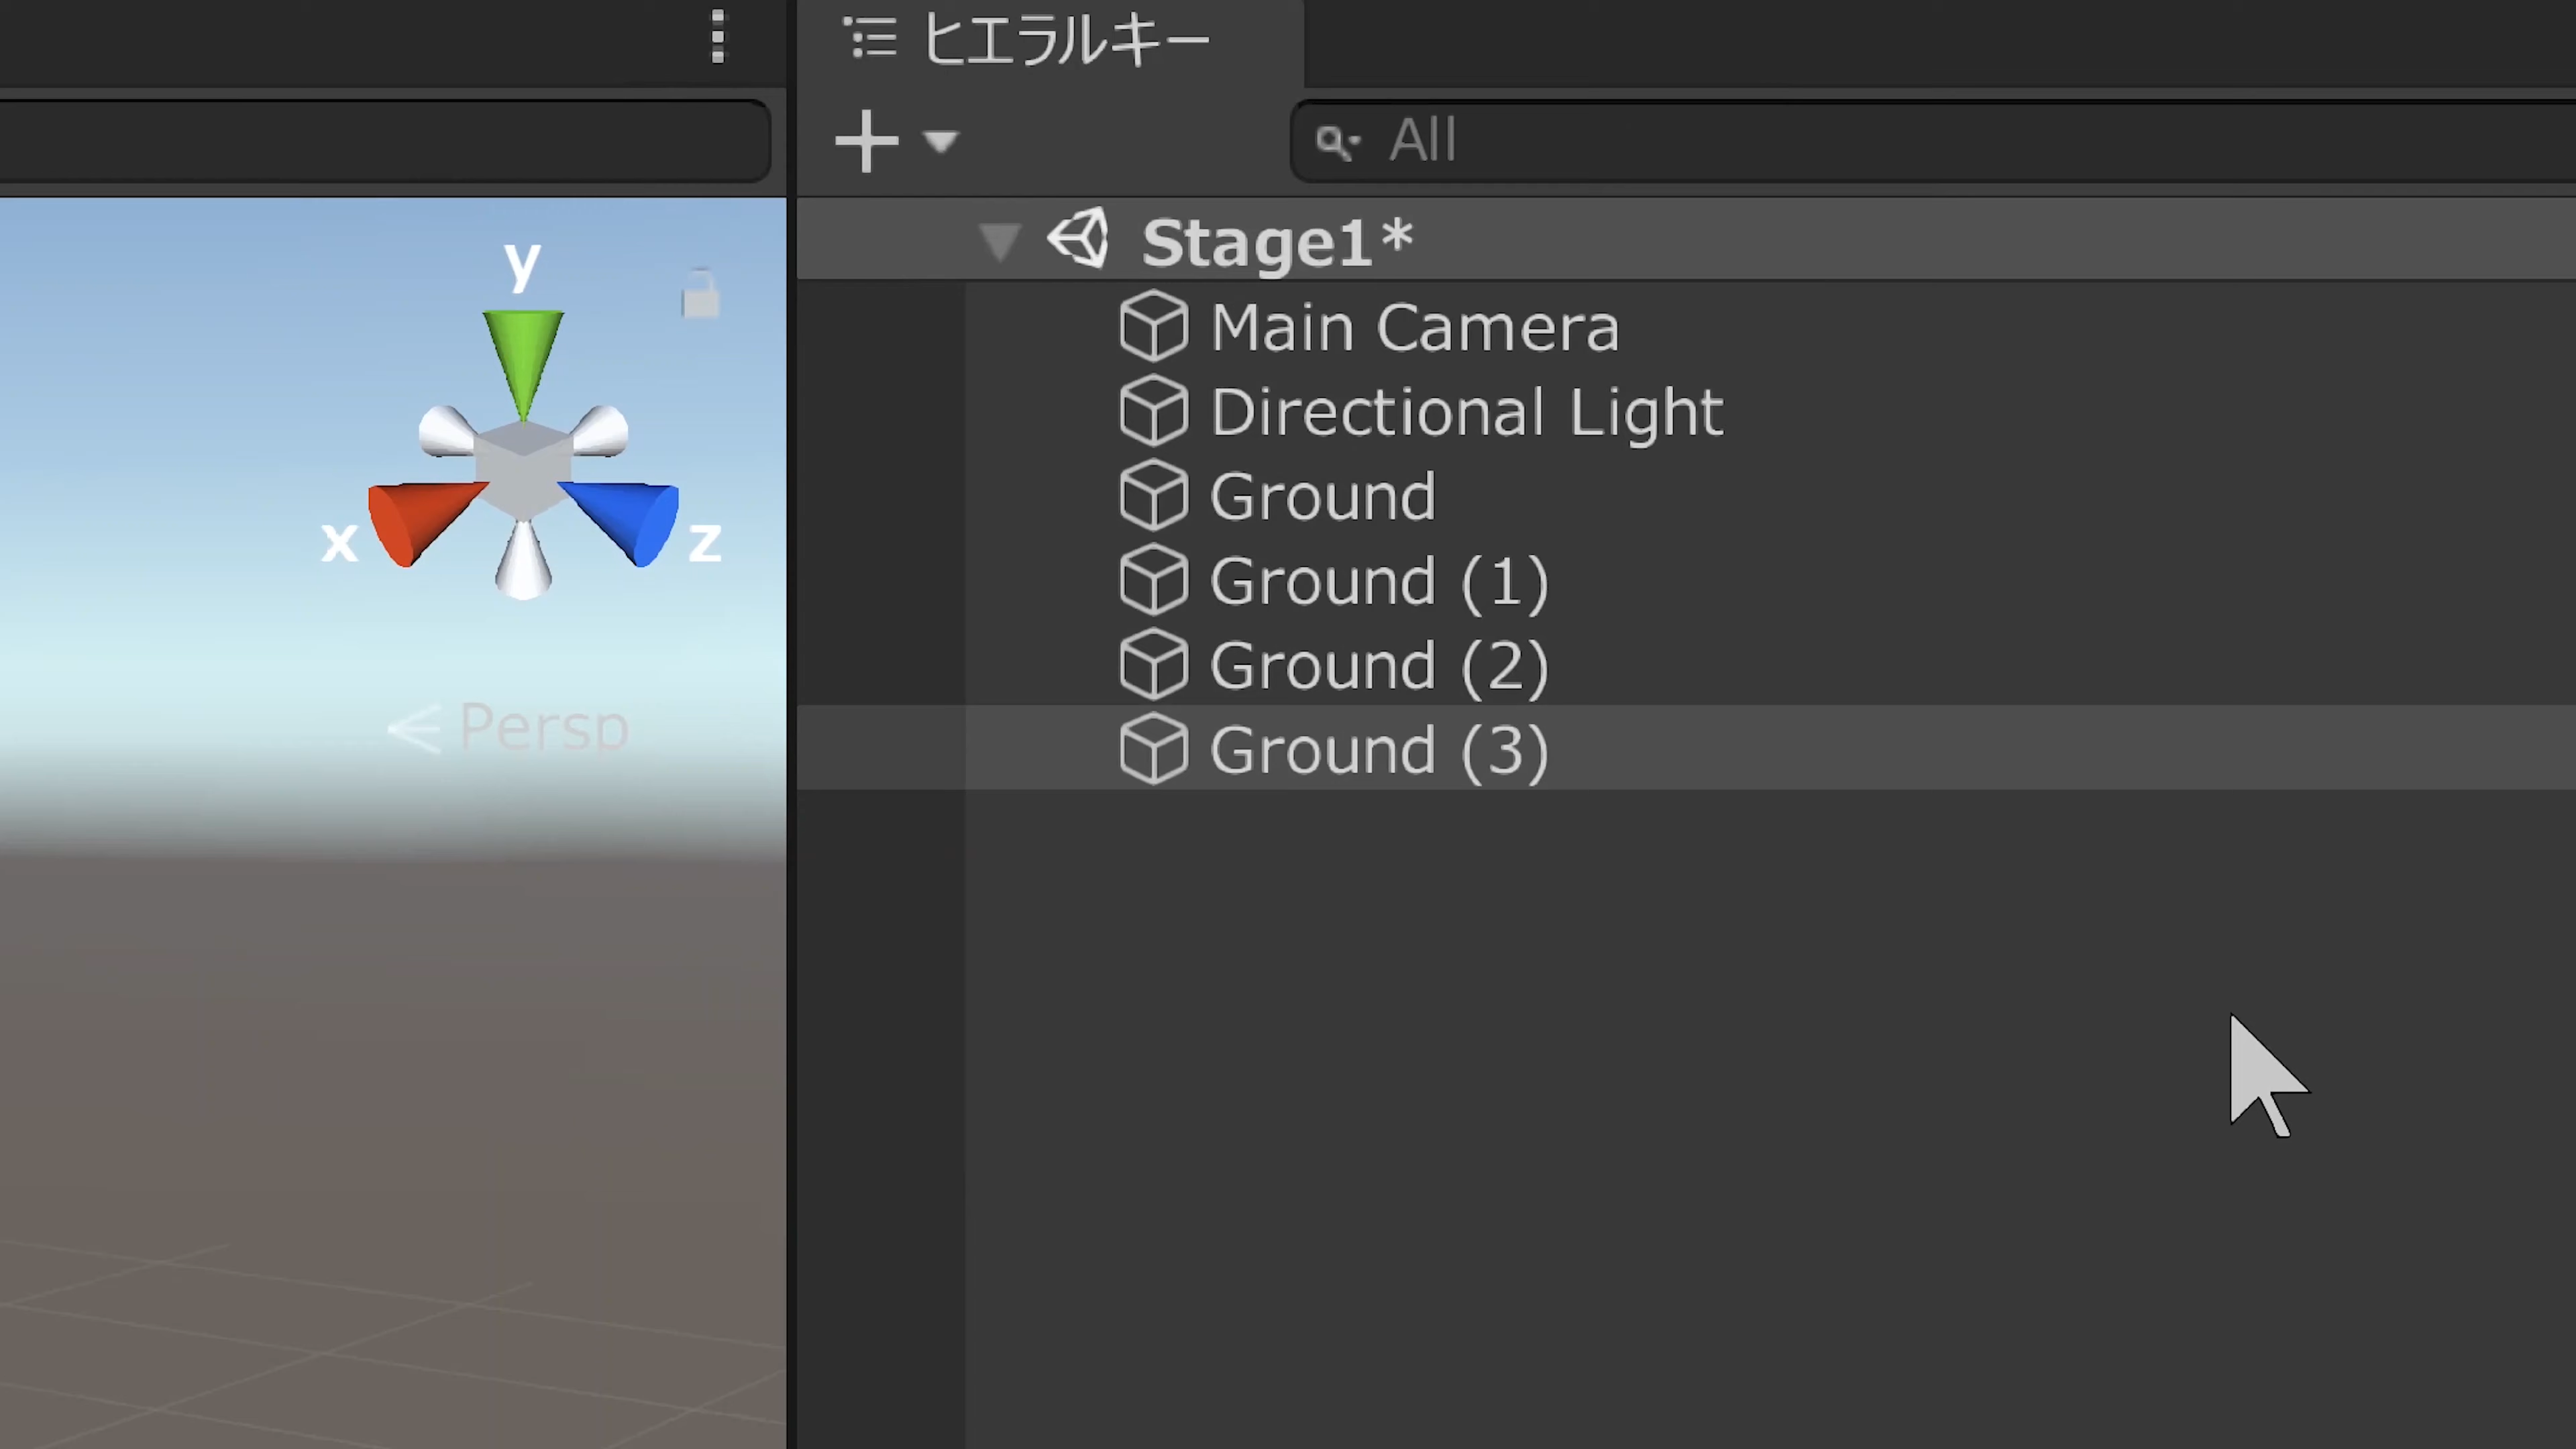 ヒエラルキー
All
y
x
z
Persp
Stage1*
Main Camera
Directional Light
Ground
Ground (1)
Ground (2)
Ground (3)